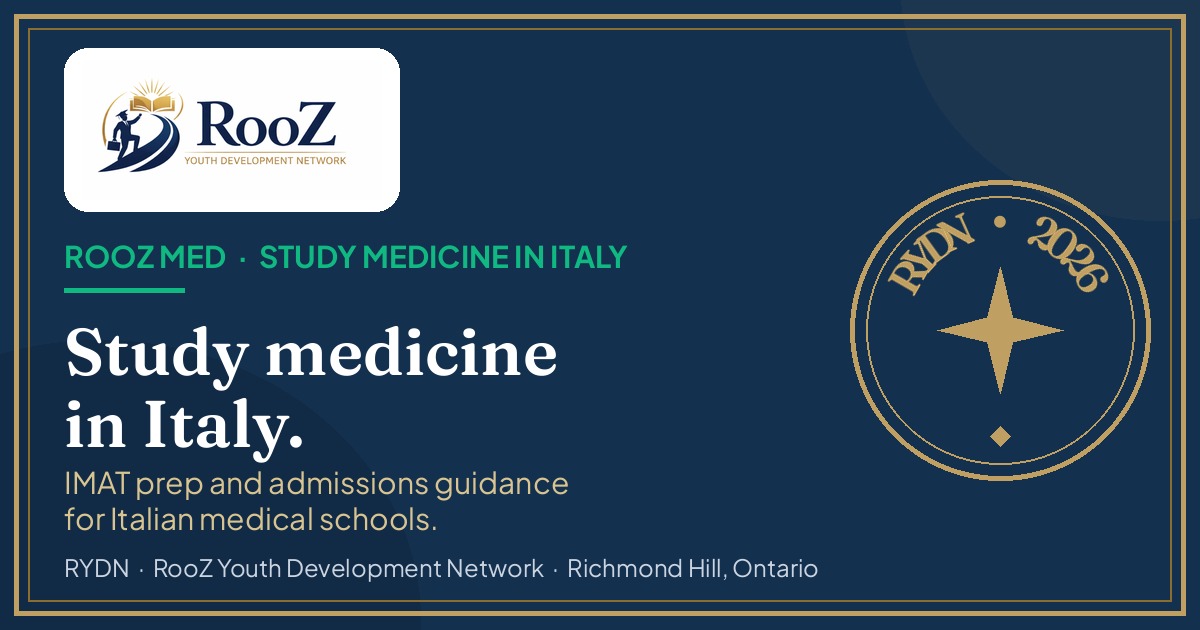 RooZ
YOUTH DEVELOPMENT NETWORK
ROOZ MED · STUDY MEDICINE IN ITALY
Study medicine
in Italy.
IMAT prep and admissions guidance
for Italian medical schools.
RYDN · RooZ Youth Development Network · Richmond Hill, Ontario
RYDN • 2026